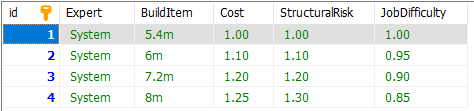 id Expert BuildItem Cost StructuralRisk JobDifficulty
1 System 5.4m 1.00 1.00 1.00
2 System 6m 1.10 1.10 0.95
3 System 7.2m 1.20 1.20 0.90
4 System 8m 1.25 1.30 0.85